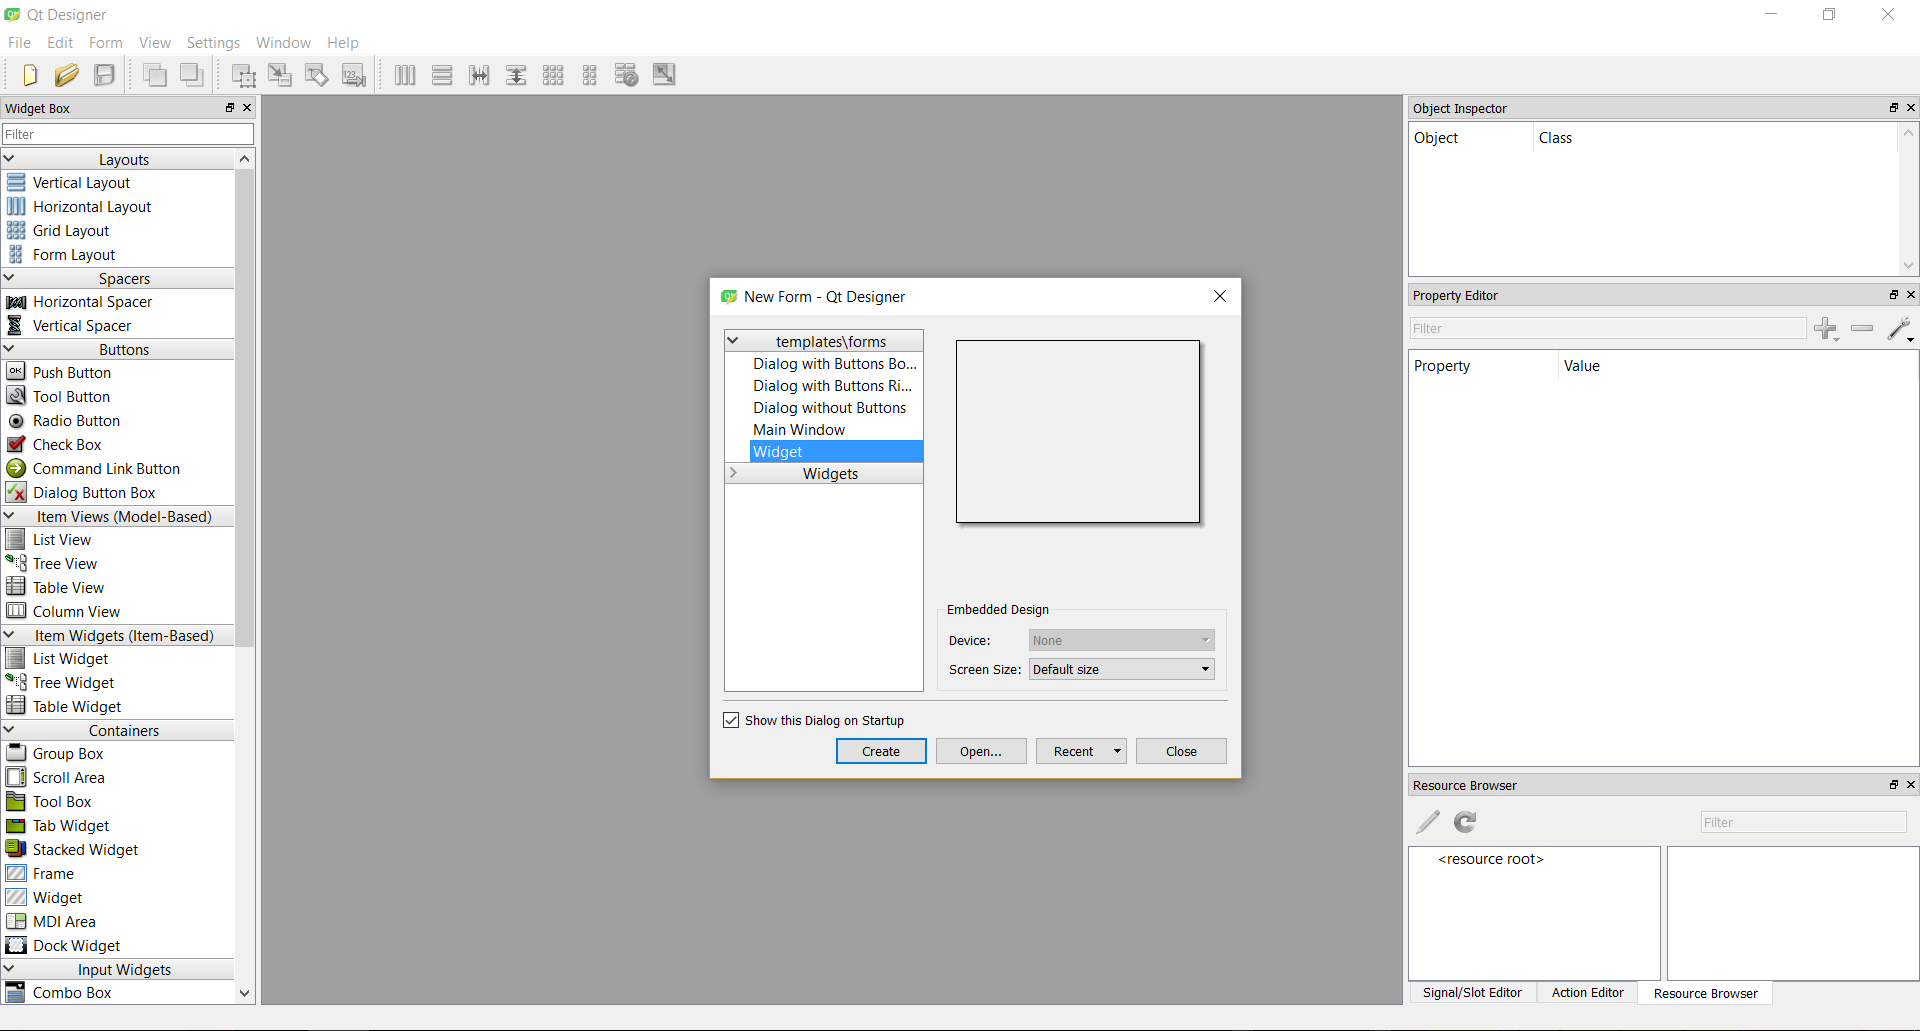 Qt Designer
File Edit Form View Settings Window Help
Widget Box
Filter
Layouts
Vertical Layout
Horizontal Layout
Grid Layout
Form Layout
Spacers
Horizontal Spacer
Vertical Spacer
Buttons
Push Button
Tool Button
Radio Button
Check Box
Command Link Button
Dialog Button Box
Item Views (Model-Based)
List View
Tree View
Table View
Column View
Item Widgets (Item-Based)
List Widget
Tree Widget
Table Widget
Containers
Group Box
Scroll Area
Tool Box
Tab Widget
Stacked Widget
Frame
Widget
MDI Area
Dock Widget
Input Widgets
Combo Box
New Form - Qt Designer
templates\forms
Dialog with Buttons Bo...
Dialog with Buttons Ri...
Dialog without Buttons
Main Window
Widget
Widgets
Embedded Design
Device: None
Screen Size: Default size
Show this Dialog on Startup
Create Open... Recent Close
Object Inspector
Object Class
Property Editor
Filter
Property Value
Resource Browser
Filter
<resource root>
Signal/Slot Editor Action Editor Resource Browser